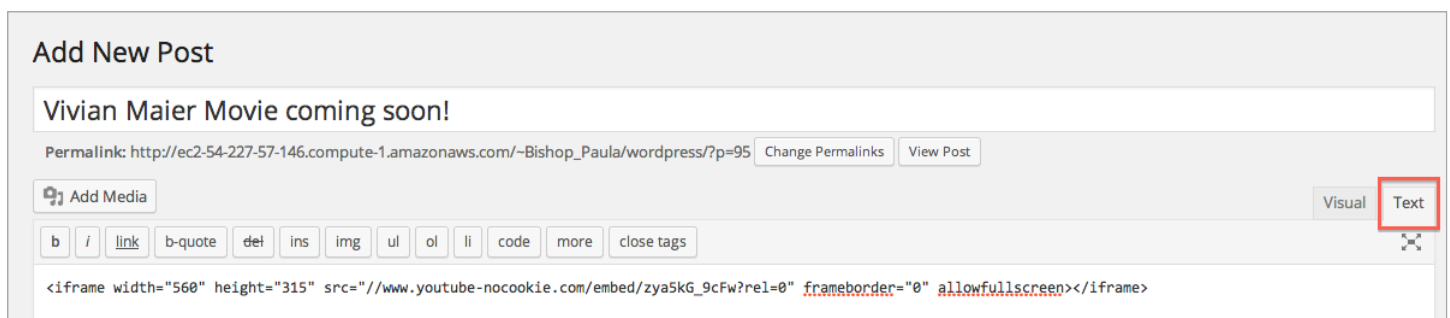 Add New Post
Vivian Maier Movie coming soon!
Permalink: http://ec2-54-227-57-146.compute-1.amazonaws.com/~Bishop_Paula/wordpress/?p=95 Change Permalinks View Post
Add Media Visual Text
b i link b-quote del ins img ul ol li code more close tags
<iframe width="560" height="315" src="//www.youtube-nocookie.com/embed/zya5kG_9cFw?rel=0" frameborder="0" allowfullscreen></iframe>